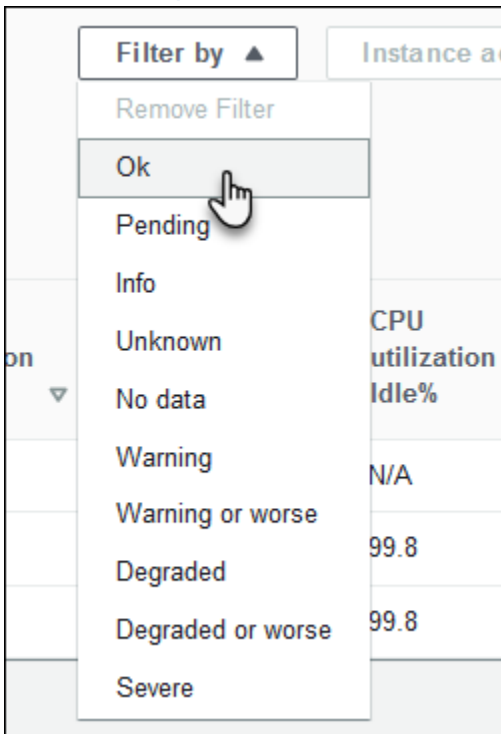 Filter by ▲
Instance a
Remove Filter
Ok
Pending
Info
Unknown
No data
Warning
Warning or worse
Degraded
Degraded or worse
Severe
on
CPU
utilization
Idle%
N/A
99.8
99.8